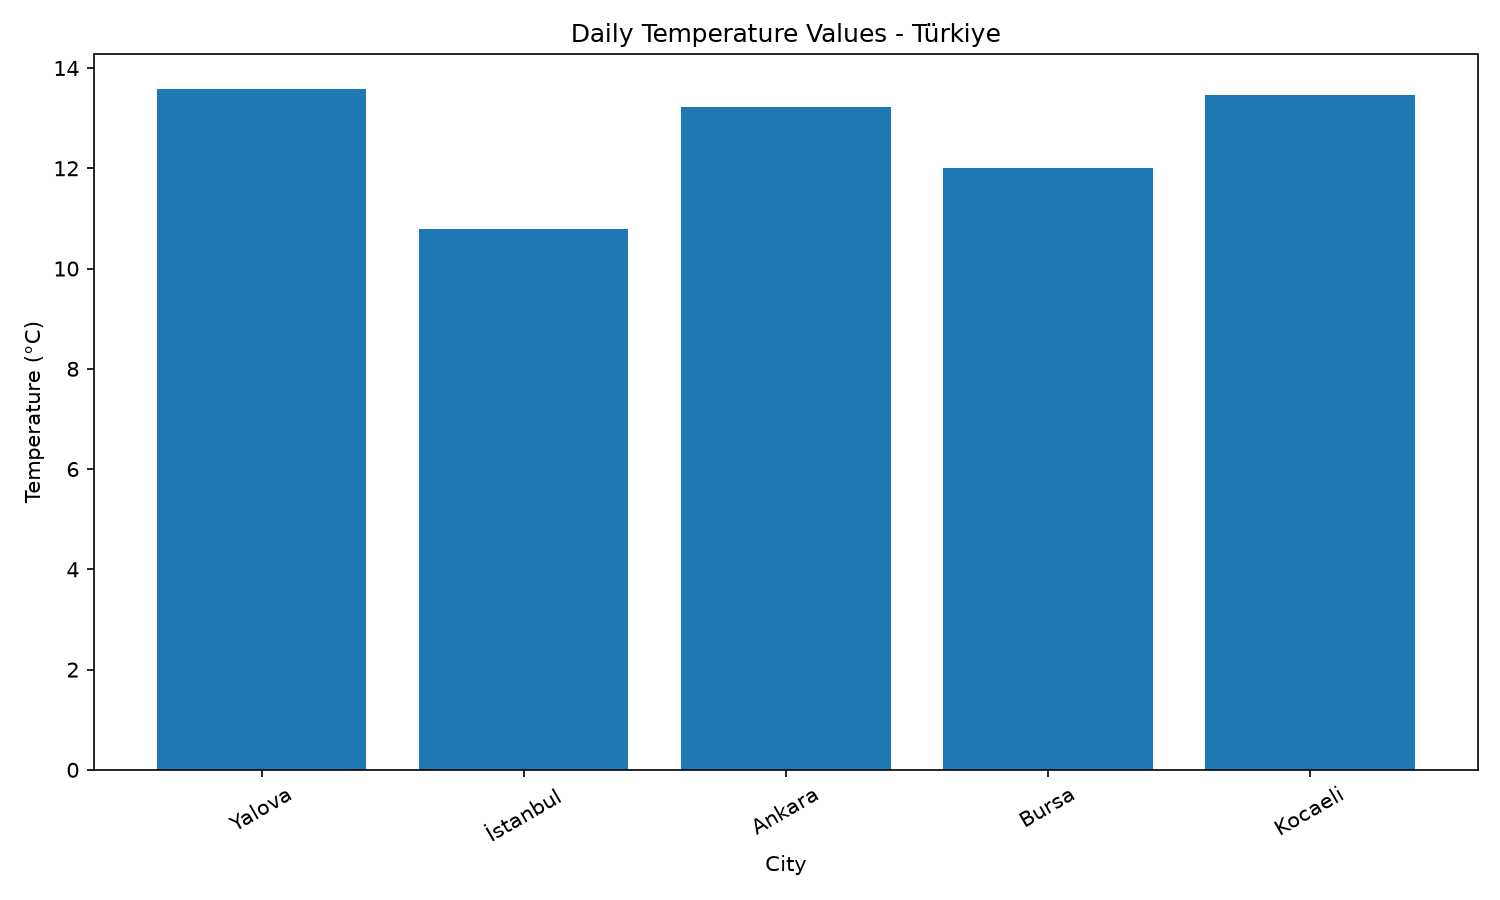 Daily Temperature Values - Türkiye
Temperature (°C)
14
12
10
8
6
4
2
0
Yalova
İstanbul
Ankara
Bursa
Kocaeli
City